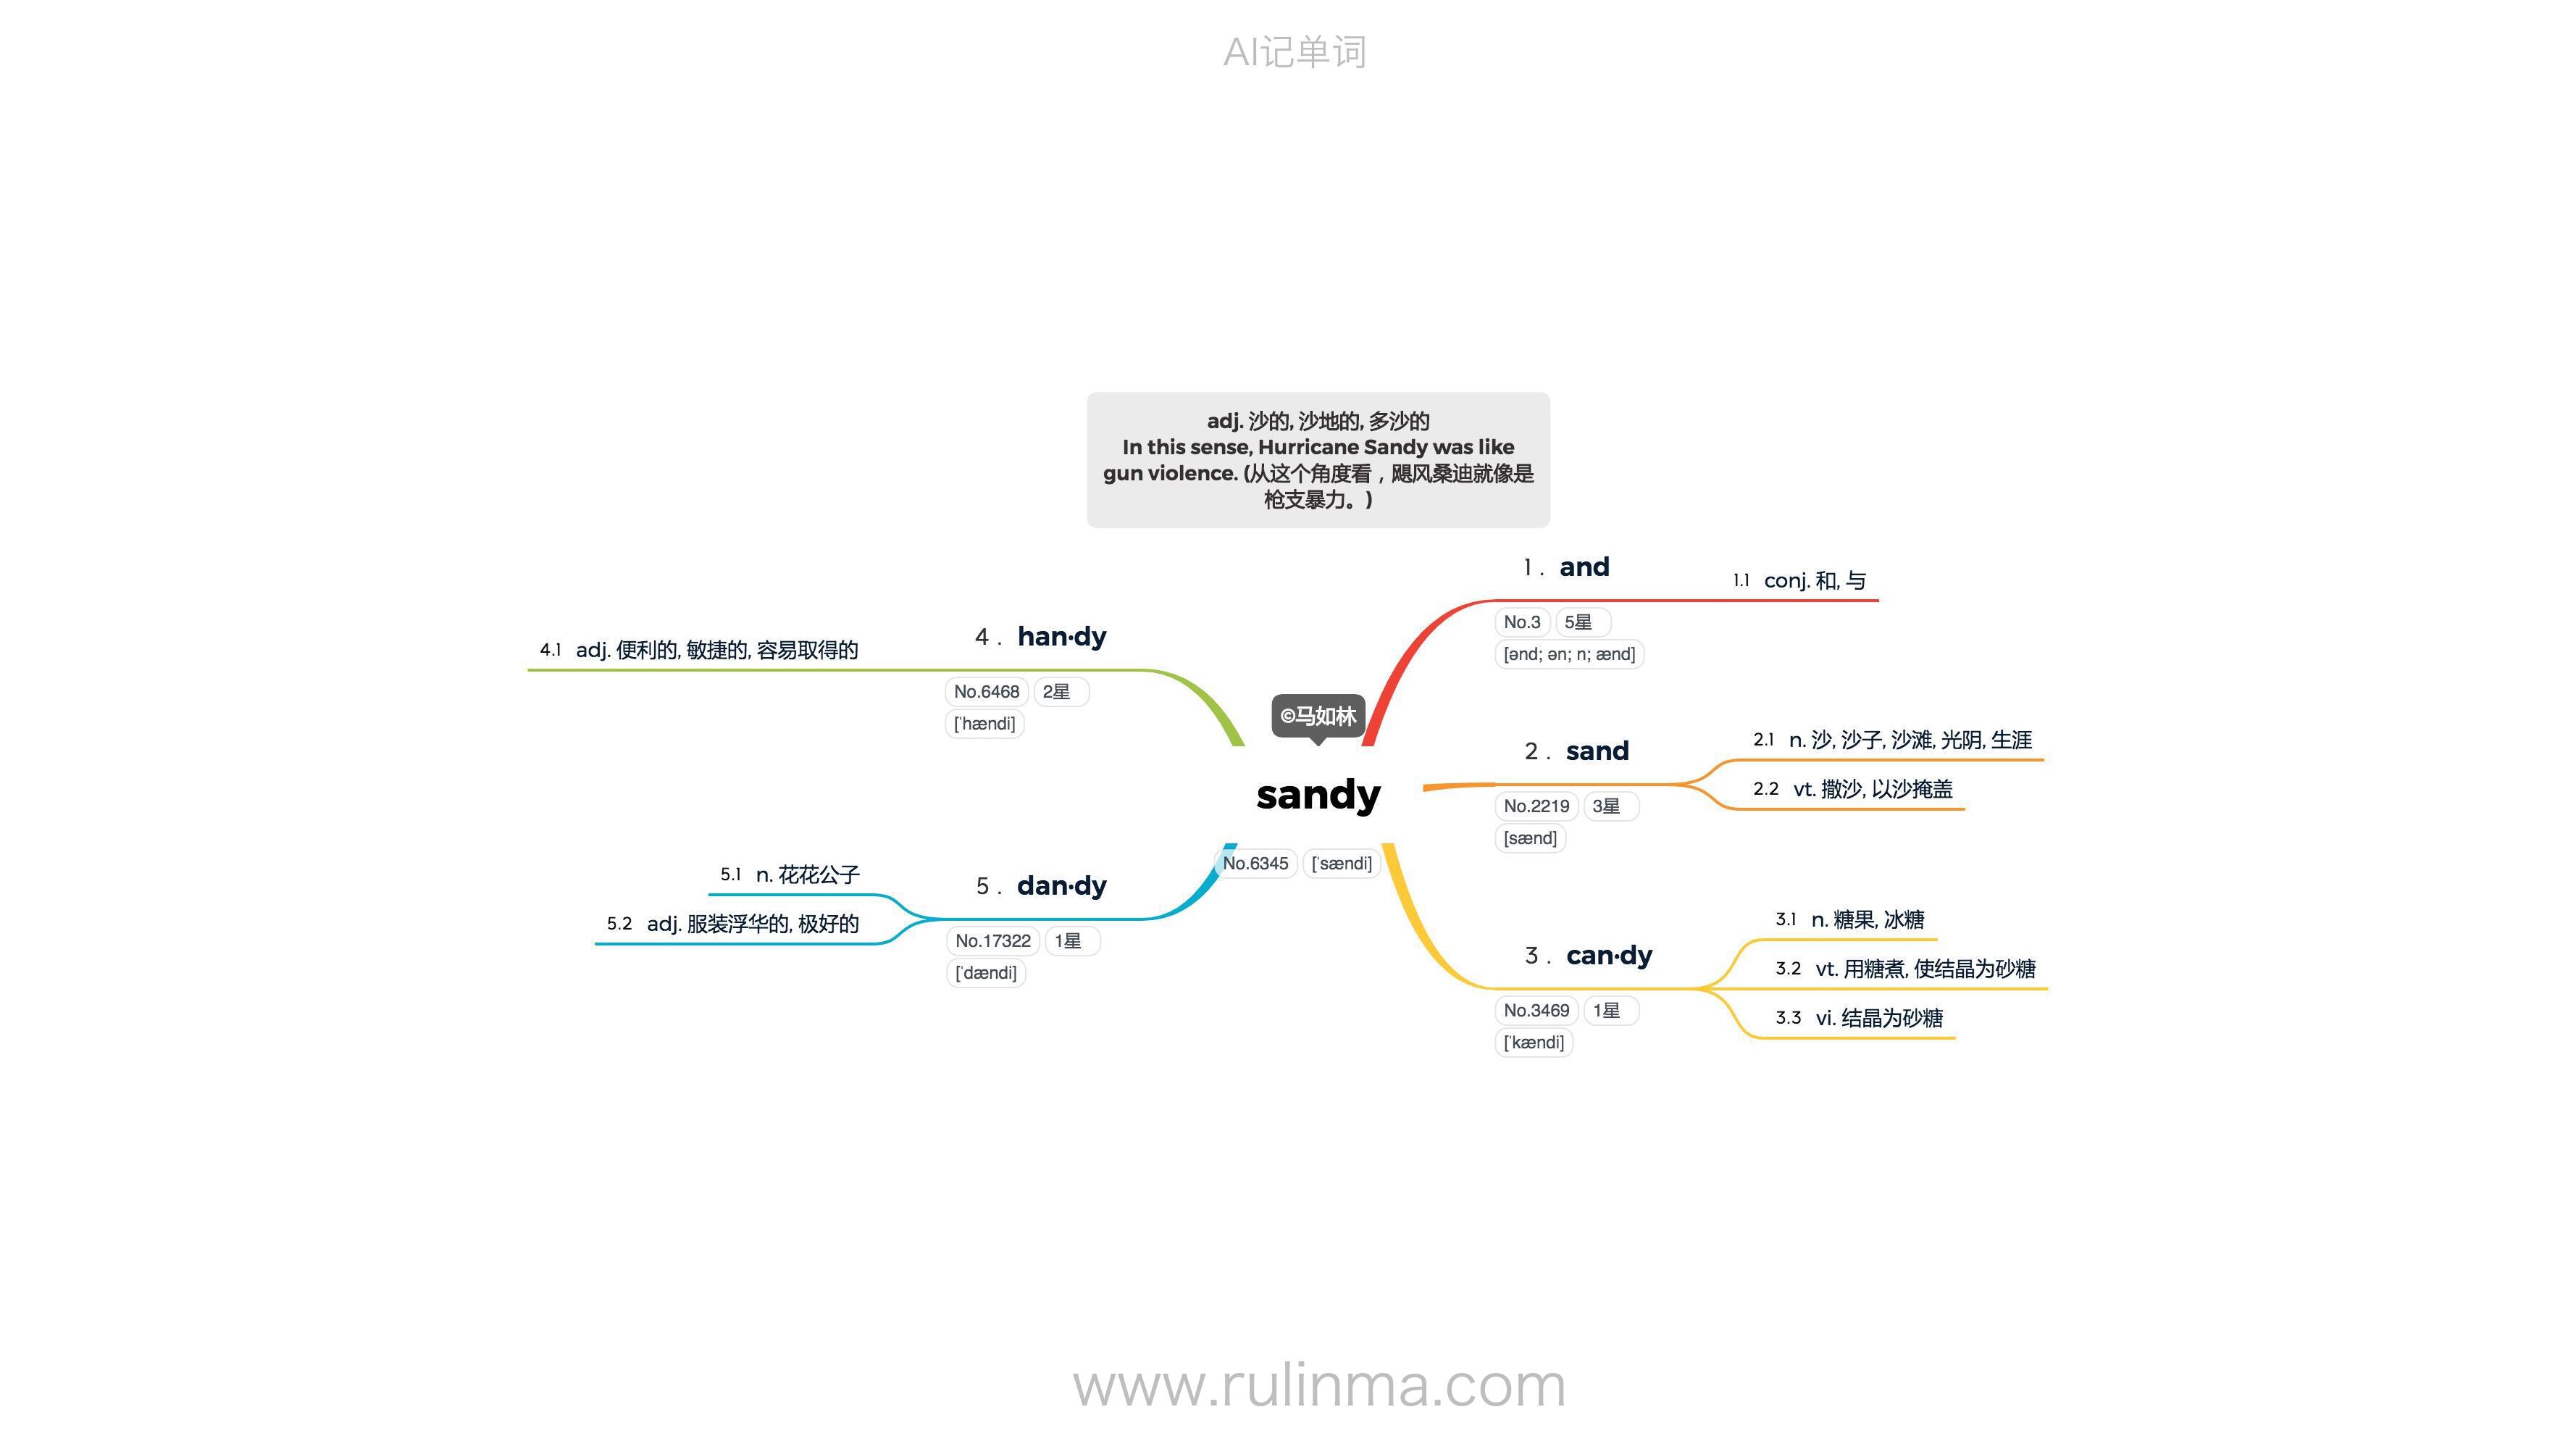 AI记单词
adj. 沙的, 沙地的, 多沙的
In this sense, Hurricane Sandy was like
gun violence. (从这个角度看，飓风桑迪就像是
枪支暴力。)
©马如林
sandy
No.6345 [ˈsændi]
1. and
No.3 5星
[ənd; ən; n; ænd]
1.1 conj. 和, 与
2. sand
No.2219 3星
[sænd]
2.1 n. 沙, 沙子, 沙滩, 光阴, 生涯
2.2 vt. 撒沙, 以沙掩盖
3. can·dy
No.3469 1星
[ˈkændi]
3.1 n. 糖果, 冰糖
3.2 vt. 用糖煮, 使结晶为砂糖
3.3 vi. 结晶为砂糖
4. han·dy
No.6468 2星
[ˈhændi]
4.1 adj. 便利的, 敏捷的, 容易取得的
5. dan·dy
No.17322 1星
[ˈdændi]
5.1 n. 花花公子
5.2 adj. 服装浮华的, 极好的
www.rulinma.com